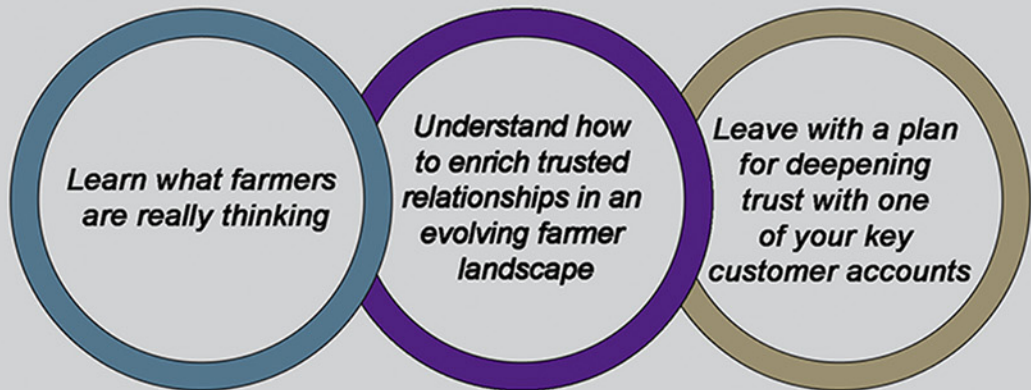 Learn what farmers
are really thinking
Understand how
to enrich trusted
relationships in an
evolving farmer
landscape
Leave with a plan
for deepening
trust with one
of your key
customer accounts